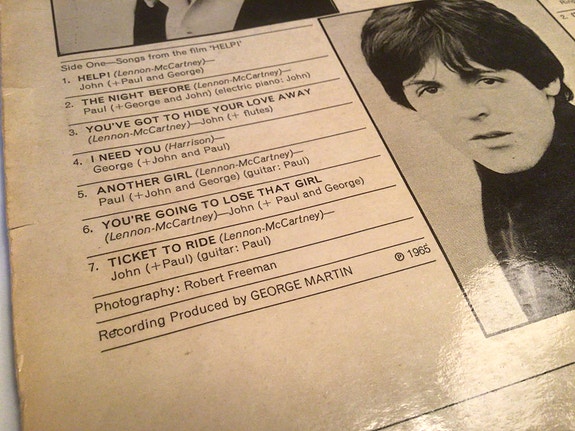 Side One—Songs from the film 'HELP!'
1. HELP! (Lennon-McCartney)—
John (+Paul and George)
2. THE NIGHT BEFORE (Lennon-McCartney)—
Paul (+George and John) (electric piano: John)
3. YOU'VE GOT TO HIDE YOUR LOVE AWAY
(Lennon-McCartney)—John (+ flutes)
4. I NEED YOU (Harrison)—
George (+John and Paul)
5. ANOTHER GIRL (Lennon-McCartney)—
Paul (+John and George) (guitar: Paul)
6. YOU'RE GOING TO LOSE THAT GIRL
(Lennon-McCartney)—John (+ Paul and George)
7. TICKET TO RIDE (Lennon-McCartney)—
John (+Paul) (guitar: Paul)
Photography: Robert Freeman
Recording Produced by GEORGE MARTIN ℗ 1965